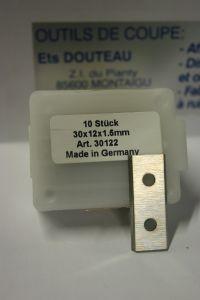 OUTILS DE COUPE:
Ets DOUTEAU
Z.I. du Planty
85600 MONTAIGU
10 Stück
30x12x1.5mm
Art. 30122
Made in Germany